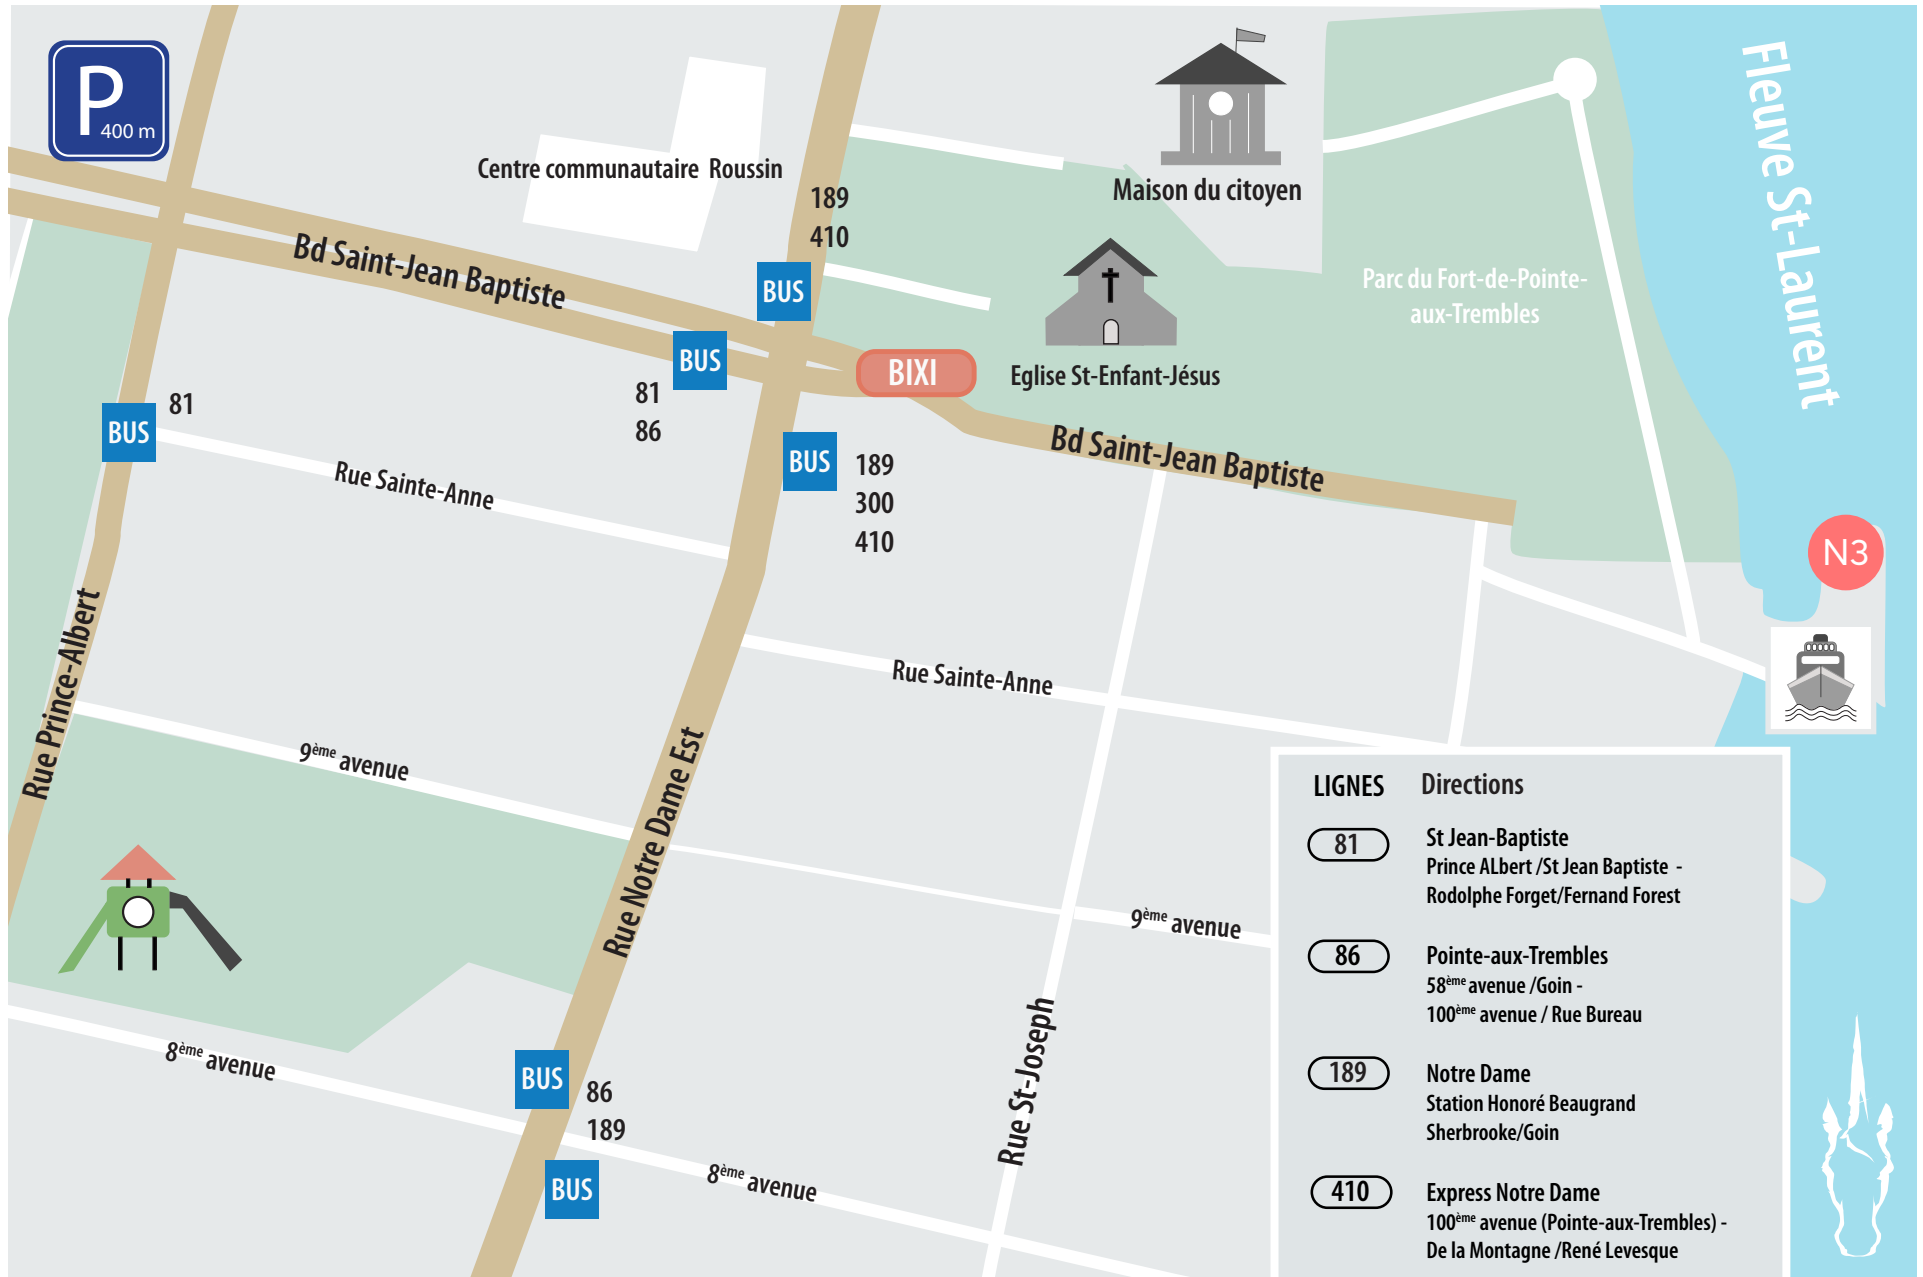 P
400 m
Fleuve St-Laurent
Centre communautaire Roussin
Maison du citoyen
189
410
Bd Saint-Jean Baptiste
BUS
Parc du Fort-de-Pointe-
aux-Trembles
BUS
BIXI
Eglise St-Enfant-Jésus
81
86
81
BUS
Bd Saint-Jean Baptiste
BUS
189
300
410
Rue Sainte-Anne
N3
Rue Prince-Albert
Rue Sainte-Anne
9ème avenue
Rue Notre Dame Est
9ème avenue
Rue St-Joseph
8ème avenue
BUS
86
189
BUS
8ème avenue
LIGNES Directions
81 St Jean-Baptiste
Prince ALbert /St Jean Baptiste -
Rodolphe Forget/Fernand Forest
86 Pointe-aux-Trembles
58ème avenue /Goin -
100ème avenue / Rue Bureau
189 Notre Dame
Station Honoré Beaugrand
Sherbrooke/Goin
410 Express Notre Dame
100ème avenue (Pointe-aux-Trembles) -
De la Montagne /René Levesque